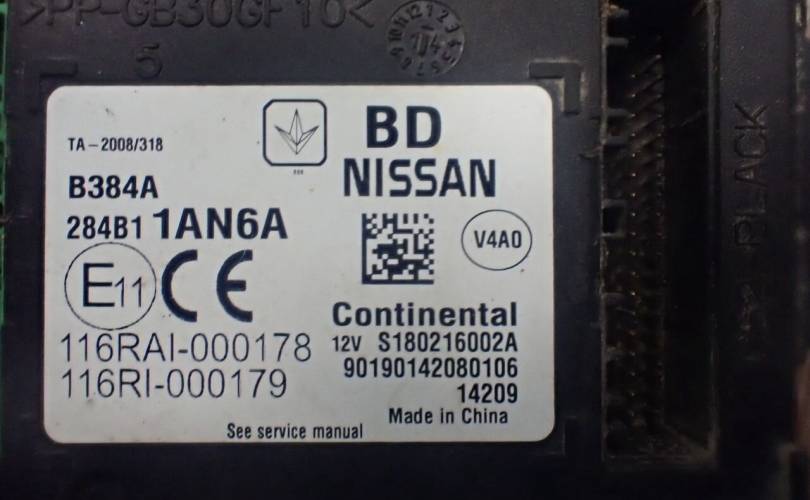 >PP-GB30GF10<
5
TA-2008/318
BD
NISSAN
B384A
284B1 1AN6A
V4A0
E11 CE
Continental
116RAI-000178
12V S180216002A
116RI-000179
90190142080106
14209
Made in China
See service manual
BLACK